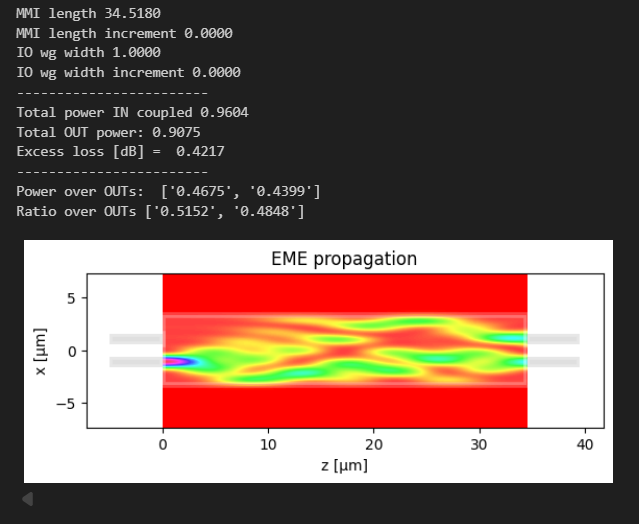 MMI length 34.5180
MMI length increment 0.0000
IO wg width 1.0000
IO wg width increment 0.0000
------------------------
Total power IN coupled 0.9604
Total OUT power: 0.9075
Excess loss [dB] =  0.4217
------------------------
Power over OUTs:  ['0.4675', '0.4399']
Ratio over OUTs ['0.5152', '0.4848']
EME propagation
x [μm]
5
0
−5
0 10 20 30 40
z [μm]